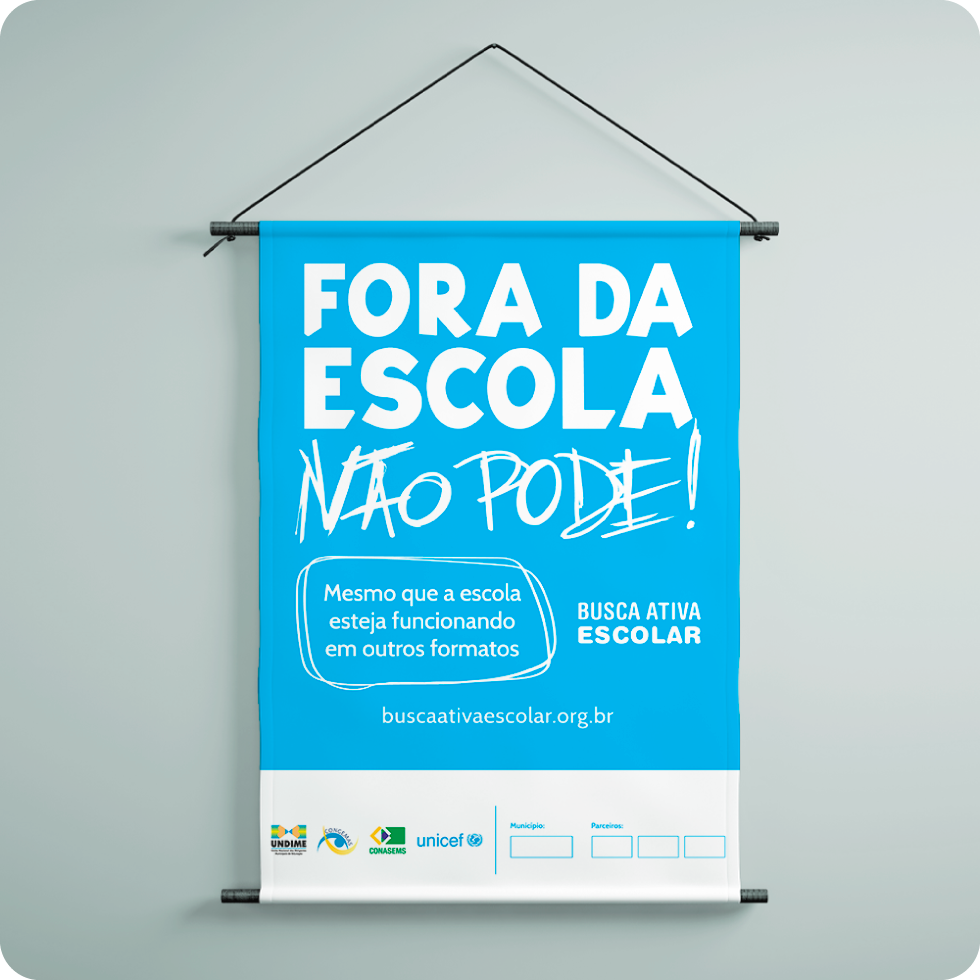 FORA DA
ESCOLA
NÃO PODE!
Mesmo que a escola
esteja funcionando
em outros formatos
BUSCA ATIVA
ESCOLAR
buscaativaescolar.org.br
UNDIME
CONASEMS
unicef
Município:
Parceiros: